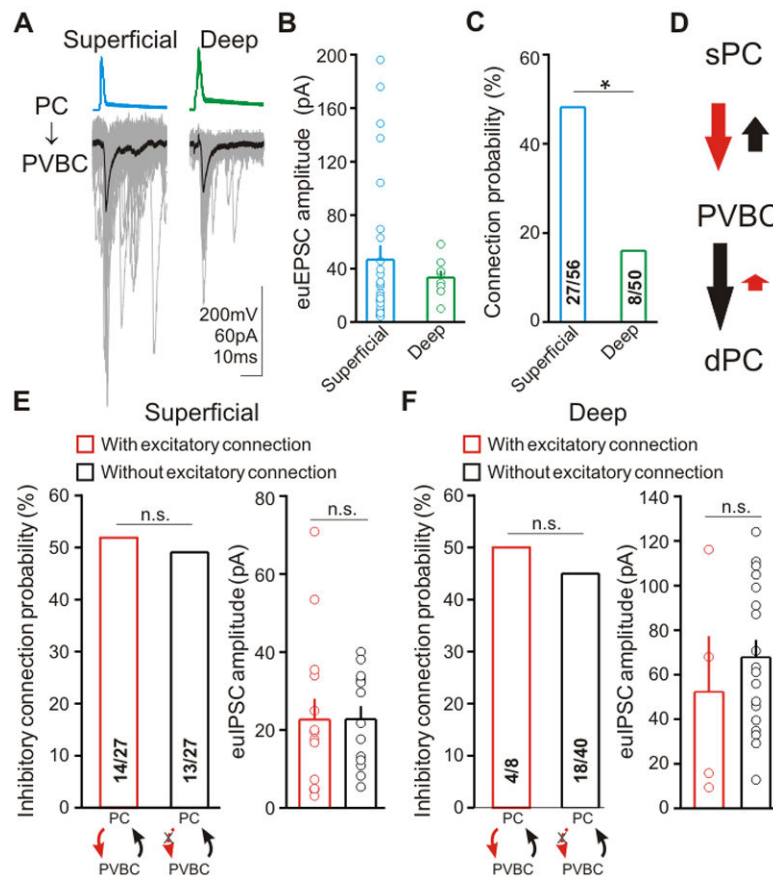 A
Superficial
Deep
PC
↓
PVBC
200mV
60pA
10ms
B
euEPSC amplitude (pA)
200
160
120
80
40
0
Superficial
Deep
C
Connection probability (%)
60
40
20
0
*
27/56
8/50
Superficial
Deep
D
sPC
PVBC
dPC
E
Superficial
With excitatory connection
Without excitatory connection
Inhibitory connection probability (%)
60
50
40
30
20
10
0
n.s.
14/27
13/27
PC
PVBC
PC
x
PVBC
euIPSC amplitude (pA)
80
60
40
20
0
n.s.
F
Deep
With excitatory connection
Without excitatory connection
Inhibitory connection probability (%)
60
50
40
30
20
10
0
n.s.
4/8
18/40
PC
PVBC
PC
x
PVBC
euIPSC amplitude (pA)
140
120
100
80
60
40
20
0
n.s.